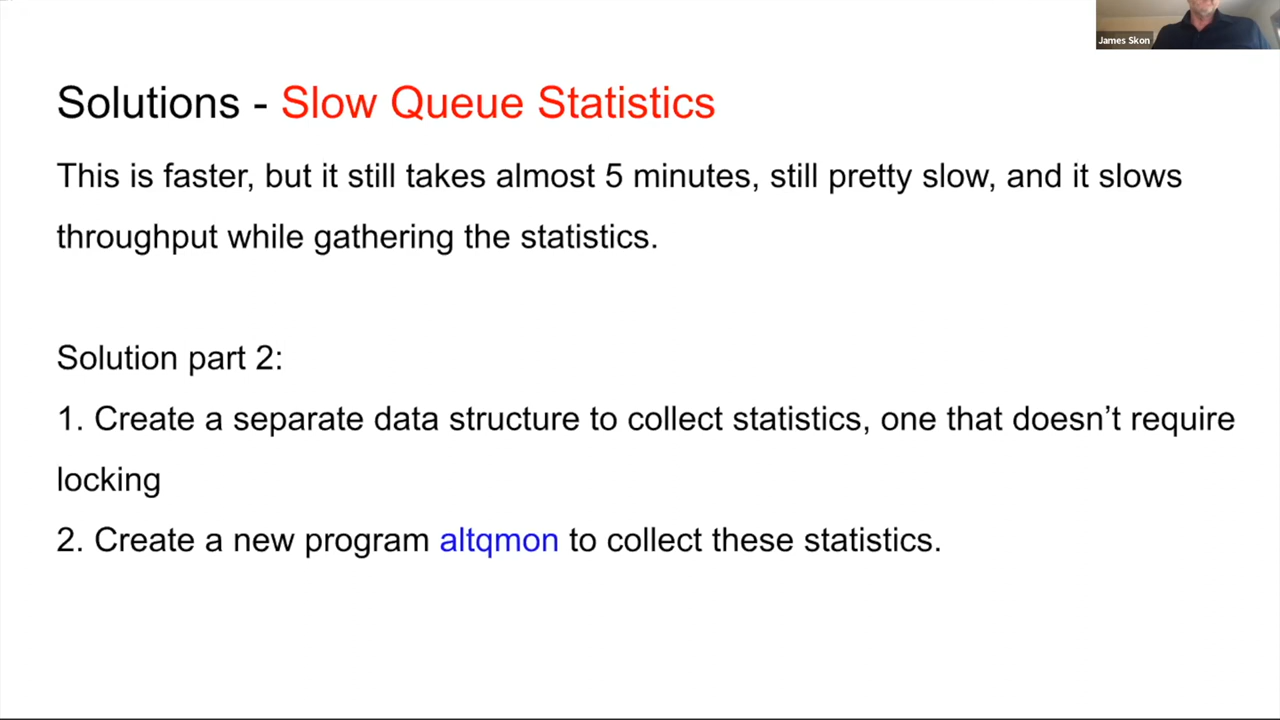 James Skon
Solutions - Slow Queue Statistics
This is faster, but it still takes almost 5 minutes, still pretty slow, and it slows
throughput while gathering the statistics.
Solution part 2:
1. Create a separate data structure to collect statistics, one that doesn’t require
locking
2. Create a new program altqmon to collect these statistics.